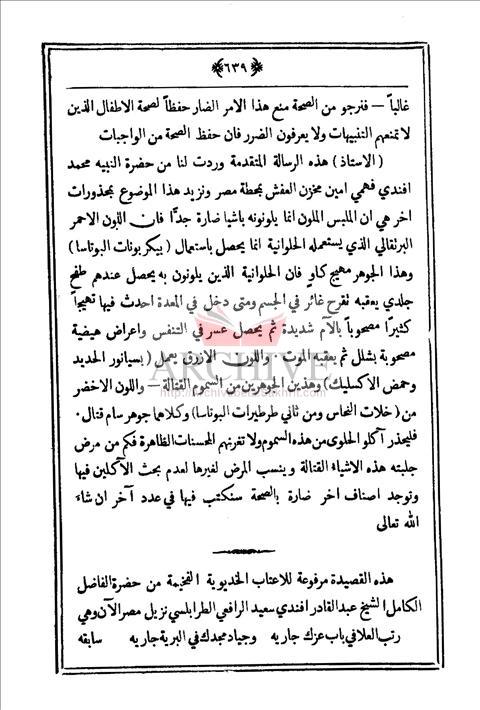 ﴿ ٦٣٩ ﴾
غالباً — فنرجو من الصحة منع هذا الامر الضار حفظاً لصحة الاطفال الذين
لا تمنعهم التنبيهات ولا يعرفون الضرر فان حفظ الصحة من الواجبات
( الاستاذ ) هذه الرسالة المتقدمة وردت لنا من حضرة النبيه محمد
افندي فهمي امين مخزن العفش بمحطة مصر ونزيد هذا الموضوع بمحذورات
اخر هي ان الملبس الملون انما يلونونه باشيا ضارة جدًّا فان اللون الاحمر
البرتقالي الذي يستعمله الحلوانية انما يحصل باستعمال ( بيكربونات البوتاسا )
وهذا الجوهر مهيج كاوٍ فان الحلوانية الذين يلونون به يحصل عندهم طفح
جلدي يعقبه تقرح غائر في الجسم ومتى دخل في المعدة احدث فيها تهيجاً
كثيرًا مصحوباً بآلام شديدة ثم يحصل عسر في التنفس واعراض هيضية
مصحوبة بشلل ثم يعقبه الموت · واللون الازرق يعمل ( بسيانور الحديد
وحمض الاكسليك ) وهذين الجوهرين من السموم القتالة — واللون الاخضر
من ( خلات النحاس ومن ثاني طرطيرات البوتاسا ) وكلاهما جوهر سام قتال ·
فليحذر آكلو الحلوى من هذه السموم ولا تغرنهم المحسنات الظاهرة فكم من مرض
جلبته هذه الاشياء القتالة وينسب المرض لغيرها لعدم بحث الآكلين فيها
ونوجد اصناف اخر ضارة بالصحة سنكتب فيها في عدد آخر ان شاء
الله تعالى
هذه القصيدة مرفوعة للاعتاب الخديوية الفخيمة من حضرة الفاضل
الكامل الشيخ عبد القادر افندي سعيد الرافعي الطرابلسي نزيل مصر الآن وهي
رتب العلا في باب عزك جاريه وجياد مجدك في البرية جاريه سابقه
ARCHIVE